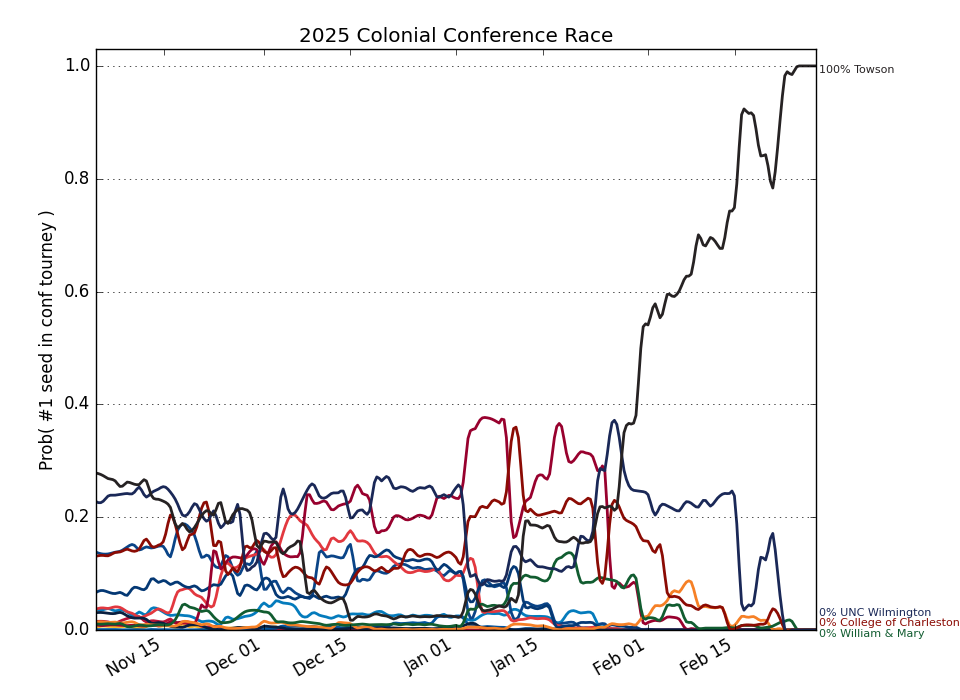 2025 Colonial Conference Race
1.0
0.8
0.6
0.4
0.2
0.0
Prob( #1 seed in conf tourney )
Nov 15
Dec 01
Dec 15
Jan 01
Jan 15
Feb 01
Feb 15
100% Towson
0% UNC Wilmington
0% College of Charleston
0% William & Mary